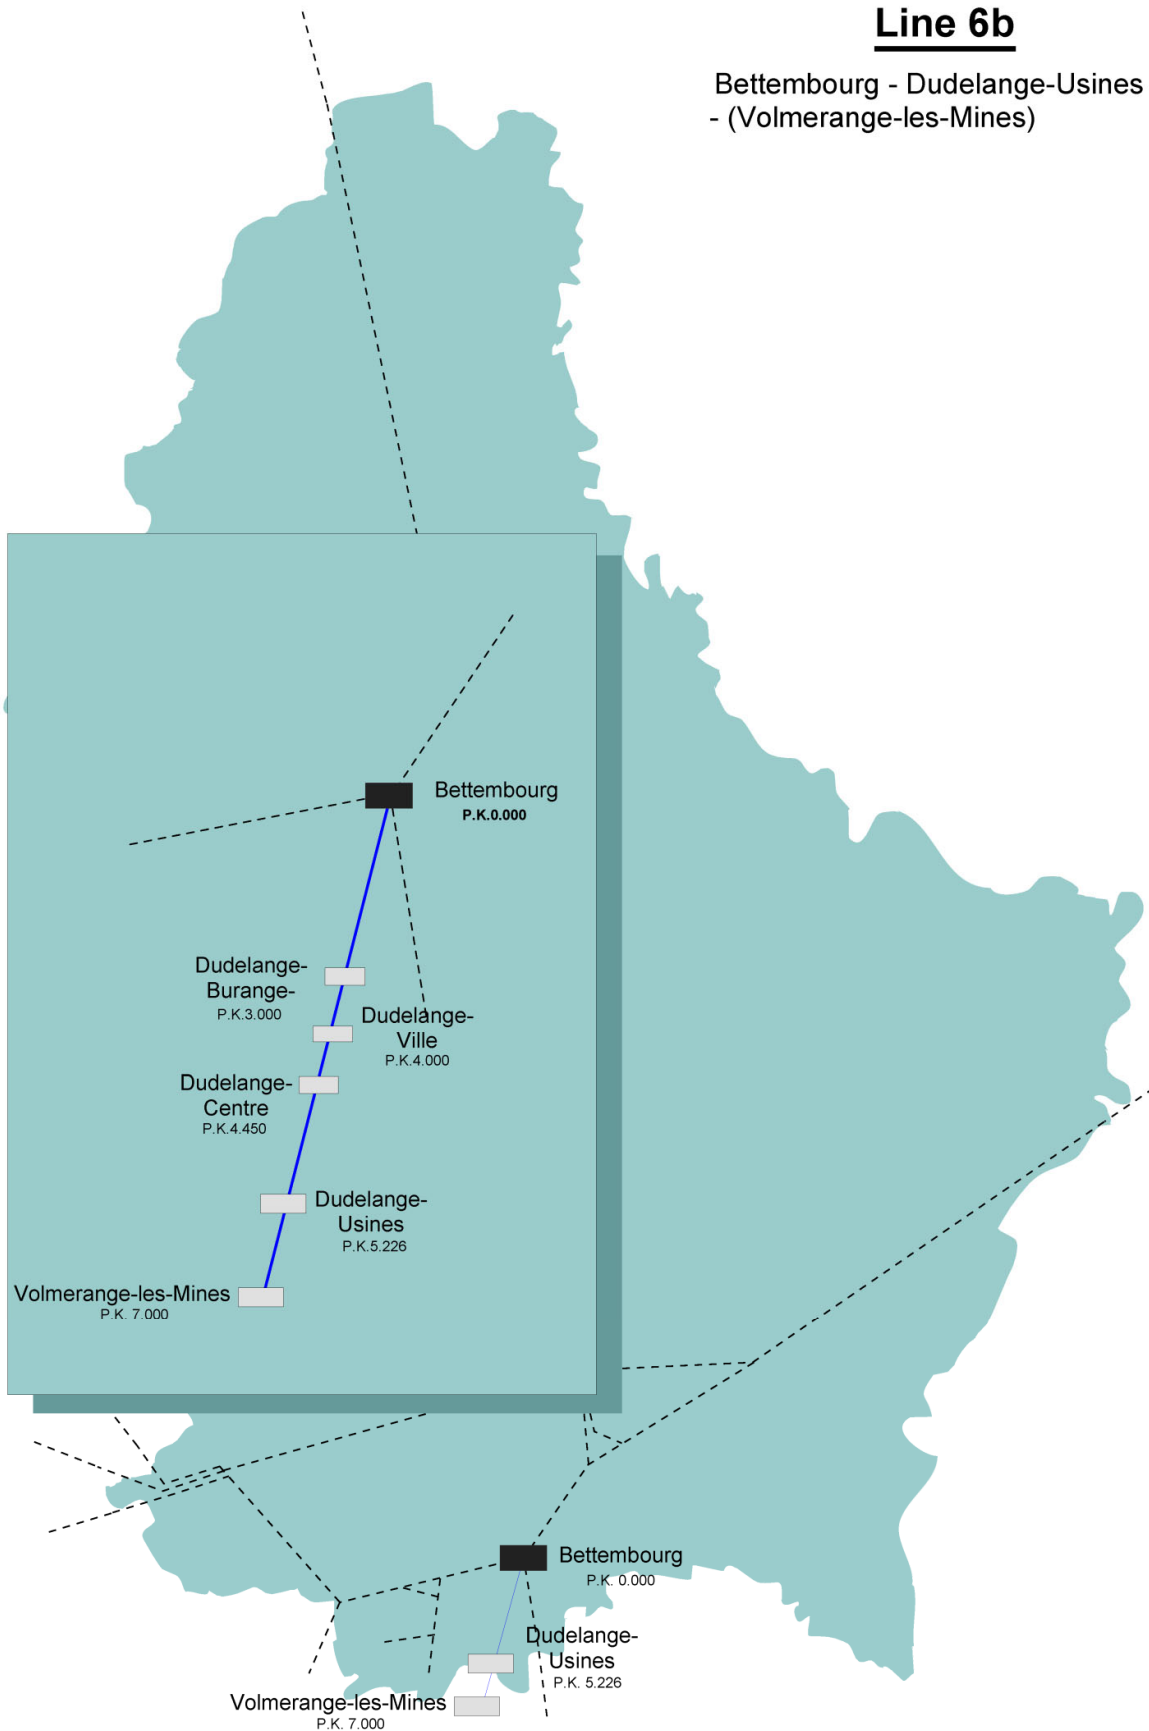 Line 6b
Bettembourg - Dudelange-Usines
- (Volmerange-les-Mines)
Bettembourg
P.K.0.000
Dudelange-
Burange-
P.K.3.000
Dudelange-
Ville
P.K.4.000
Dudelange-
Centre
P.K.4.450
Dudelange-
Usines
P.K.5.226
Volmerange-les-Mines
P.K. 7.000
Bettembourg
P.K. 0.000
Dudelange-
Usines
P.K. 5.226
Volmerange-les-Mines
P.K. 7.000